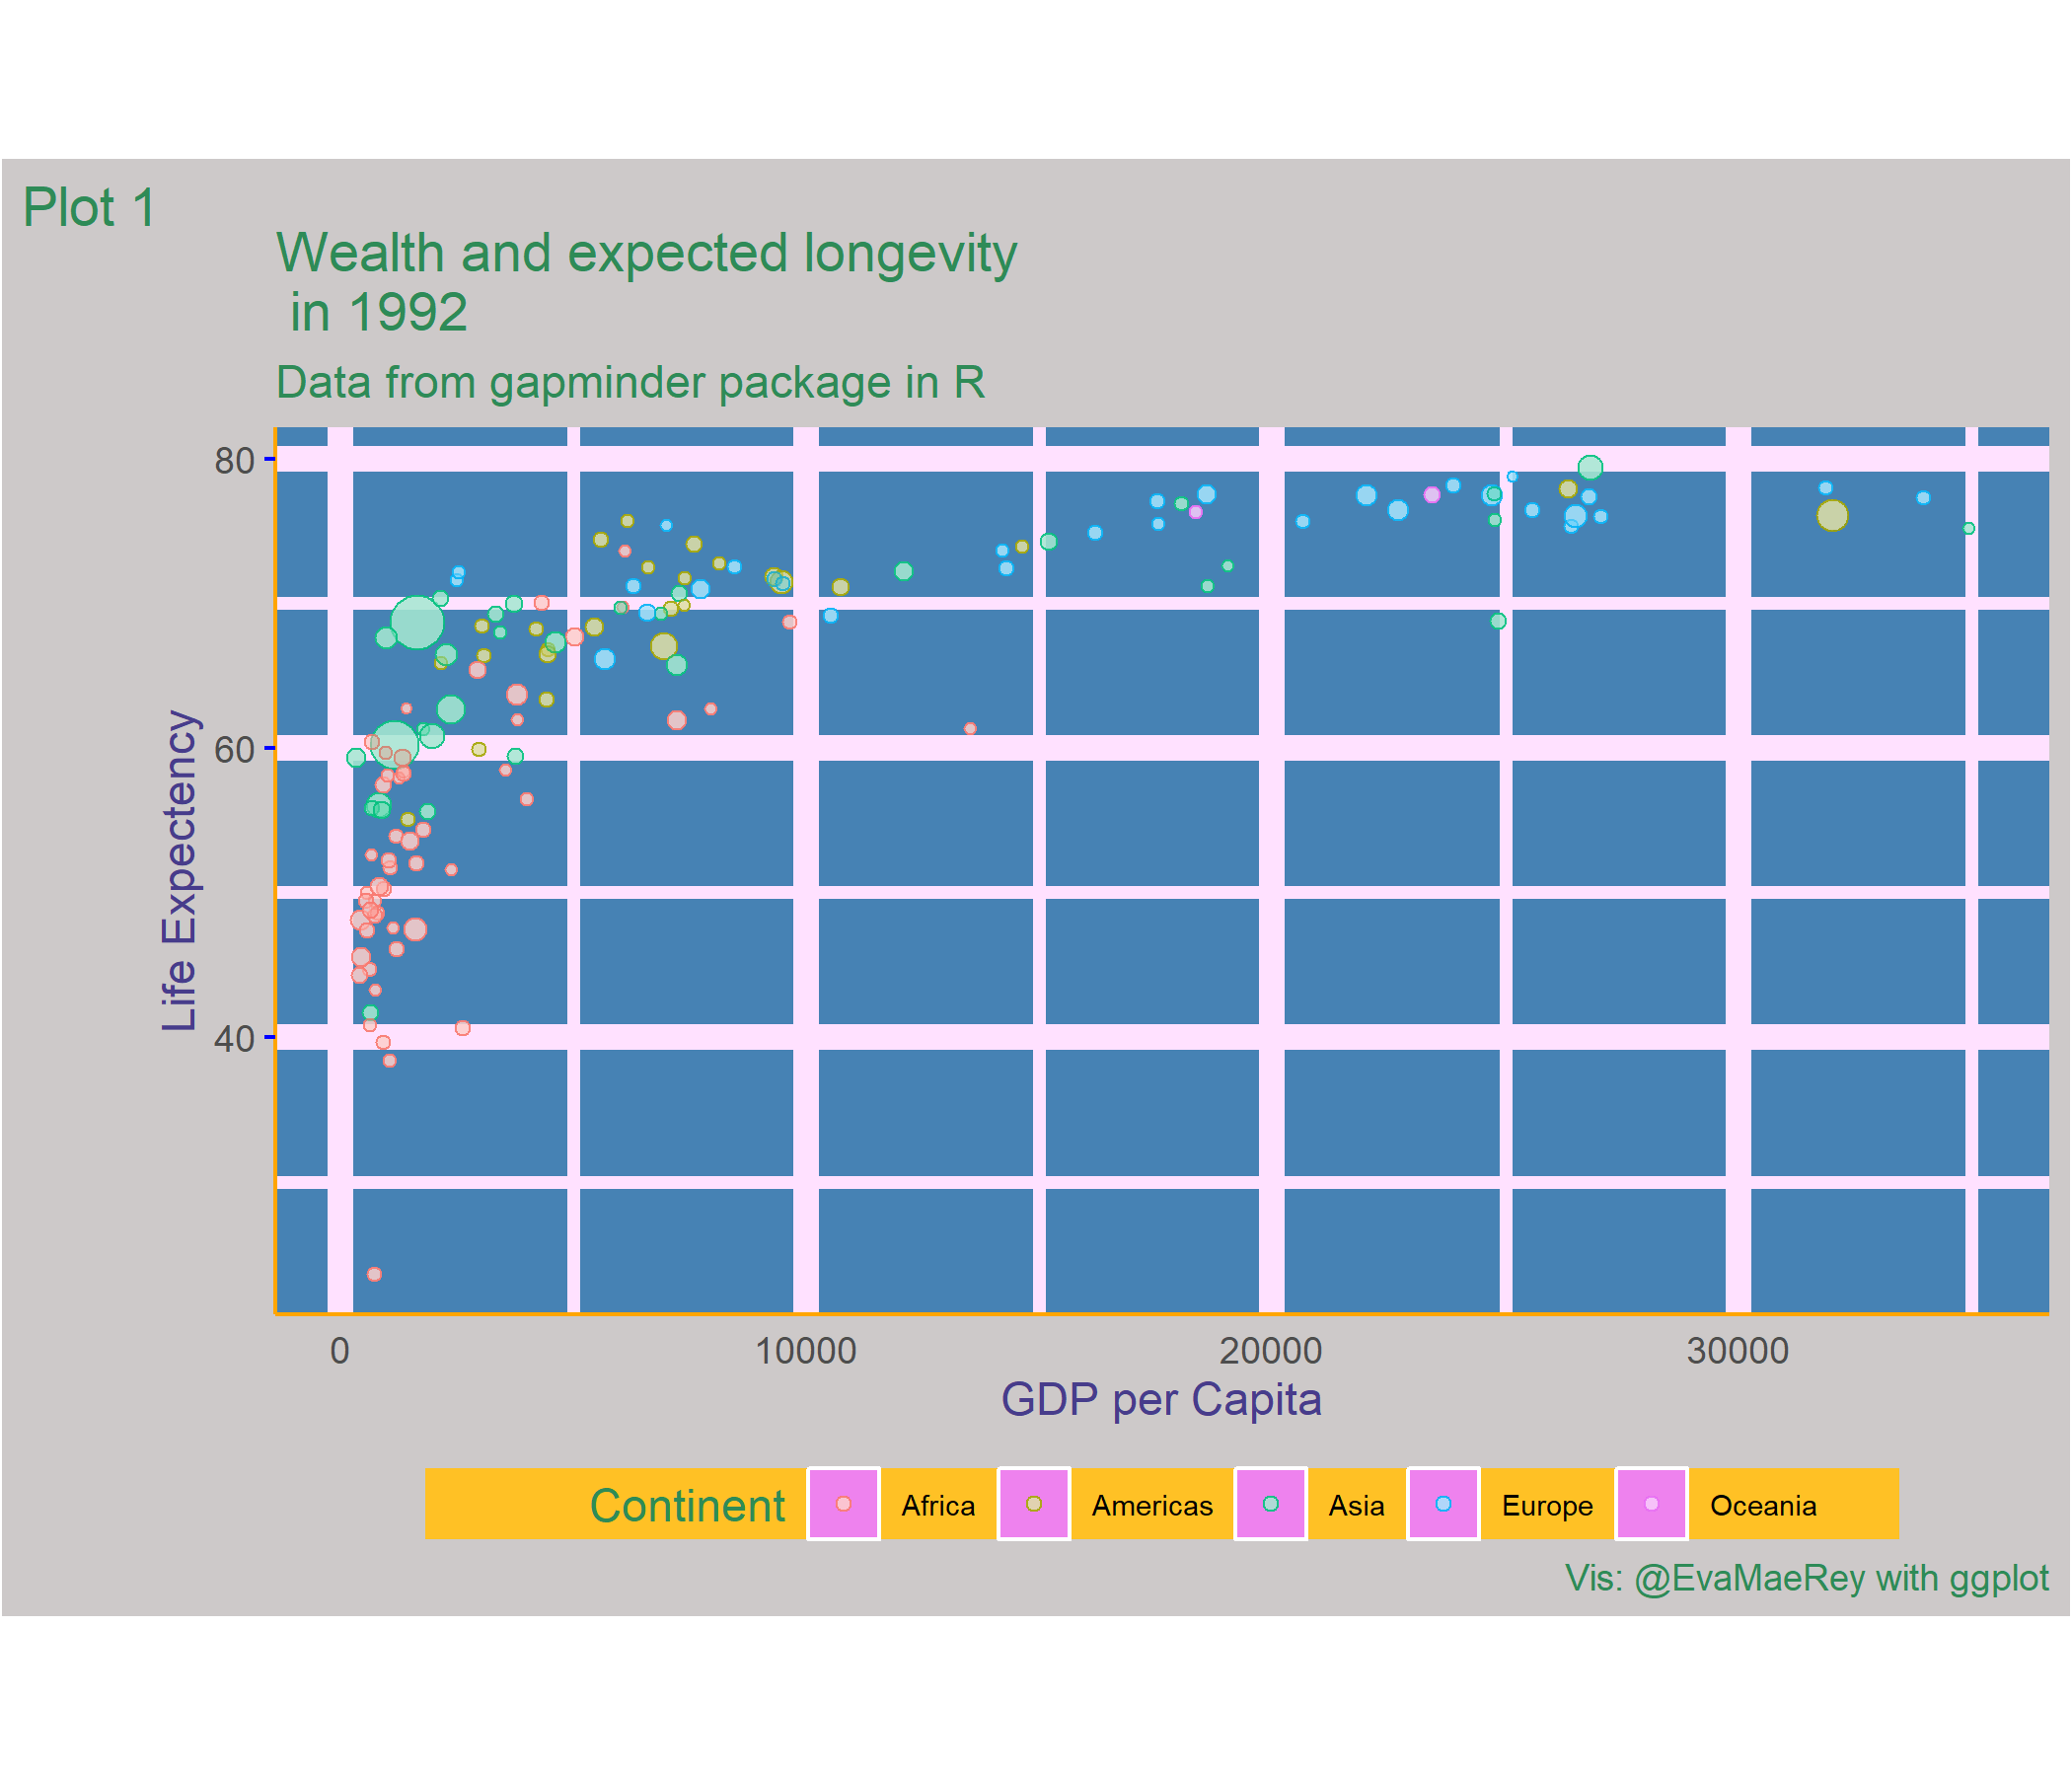 Plot 1
Wealth and expected longevity
in 1992
Data from gapminder package in R
80
60
40
Life Expectency
0 10000 20000 30000
GDP per Capita
Continent Africa Americas Asia Europe Oceania
Vis: @EvaMaeRey with ggplot